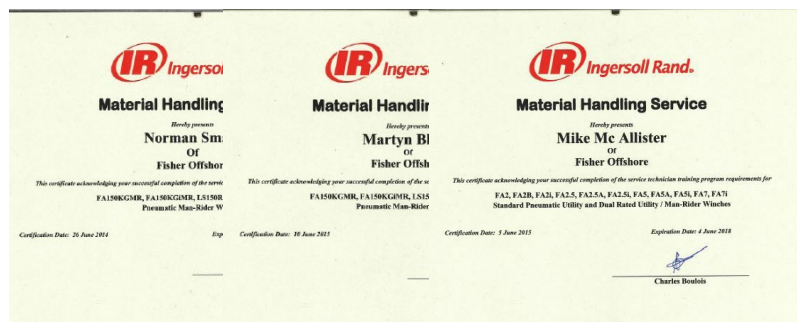 IR Ingersol
Material Handling
Hereby presents
Norman Sm
Of
Fisher Offshor
This certificate acknowledging your successful completion of the servic
FA150KGMR, FA150KGiMR, LS150R
Pneumatic Man-Rider W
Certification Date: 26 June 2014
Exp
IR Ingers
Material Handlin
Hereby presents
Martyn Bl
Of
Fisher Offsh
This certificate acknowledging your successful completion of the se
FA150KGMR, FA150KGiMR, LS15
Pneumatic Man-Rider
Certification Date: 10 June 2015
IR Ingersoll Rand®
Material Handling Service
Hereby presents
Mike Mc Allister
Of
Fisher Offshore
This certificate acknowledging your successful completion of the service technician training program requirements for
FA2, FA2B, FA2i, FA2.5, FA2.5A, FA2.5i, FA5, FA5A, FA5i, FA7, FA7i
Standard Pneumatic Utility and Dual Rated Utility / Man-Rider Winches
Certification Date: 5 June 2015
Expiration Date: 4 June 2018
Charles Boulois